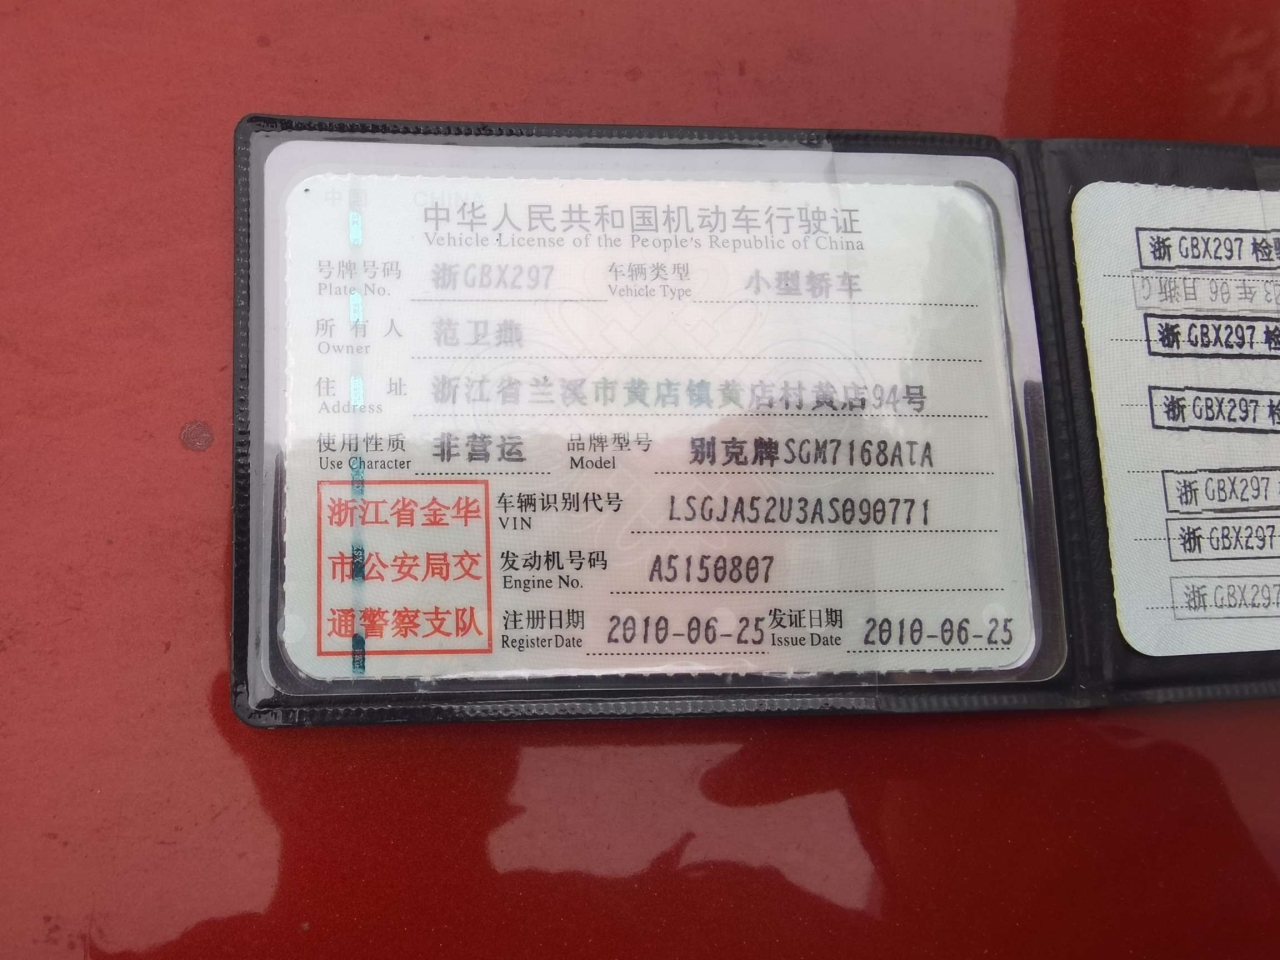 中国 CHINA
中华人民共和国机动车行驶证
Vehicle License of the People's Republic of China
号牌号码 浙GBX297 车辆类型 小型轿车
Plate No. Vehicle Type
所有人 范卫燕
Owner
住址 浙江省兰溪市黄店镇黄店村黄店94号
Address
使用性质 非营运 品牌型号 别克牌SGM7168ATA
Use Character Model
浙江省金华
市公安局交
通警察支队
车辆识别代号 LSGJA52U3AS090771
VIN
发动机号码 A5150807
Engine No.
注册日期 2010-06-25 发证日期 2010-06-25
Register Date Issue Date
浙GBX297 检
年06月浙G
浙GBX297 检
浙GBX297 检
浙GBX297
浙GBX297
浙GBX297